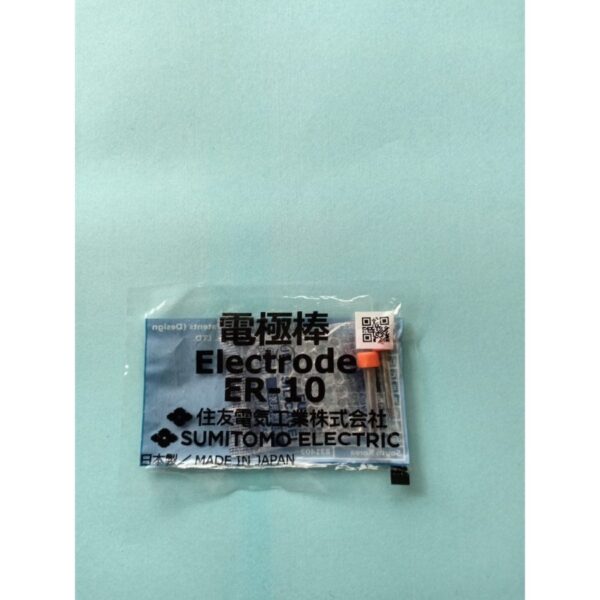 電極棒
Electrode
ER-10
住友電気工業株式会社
SUMITOMO ELECTRIC
日本製／MADE IN JAPAN